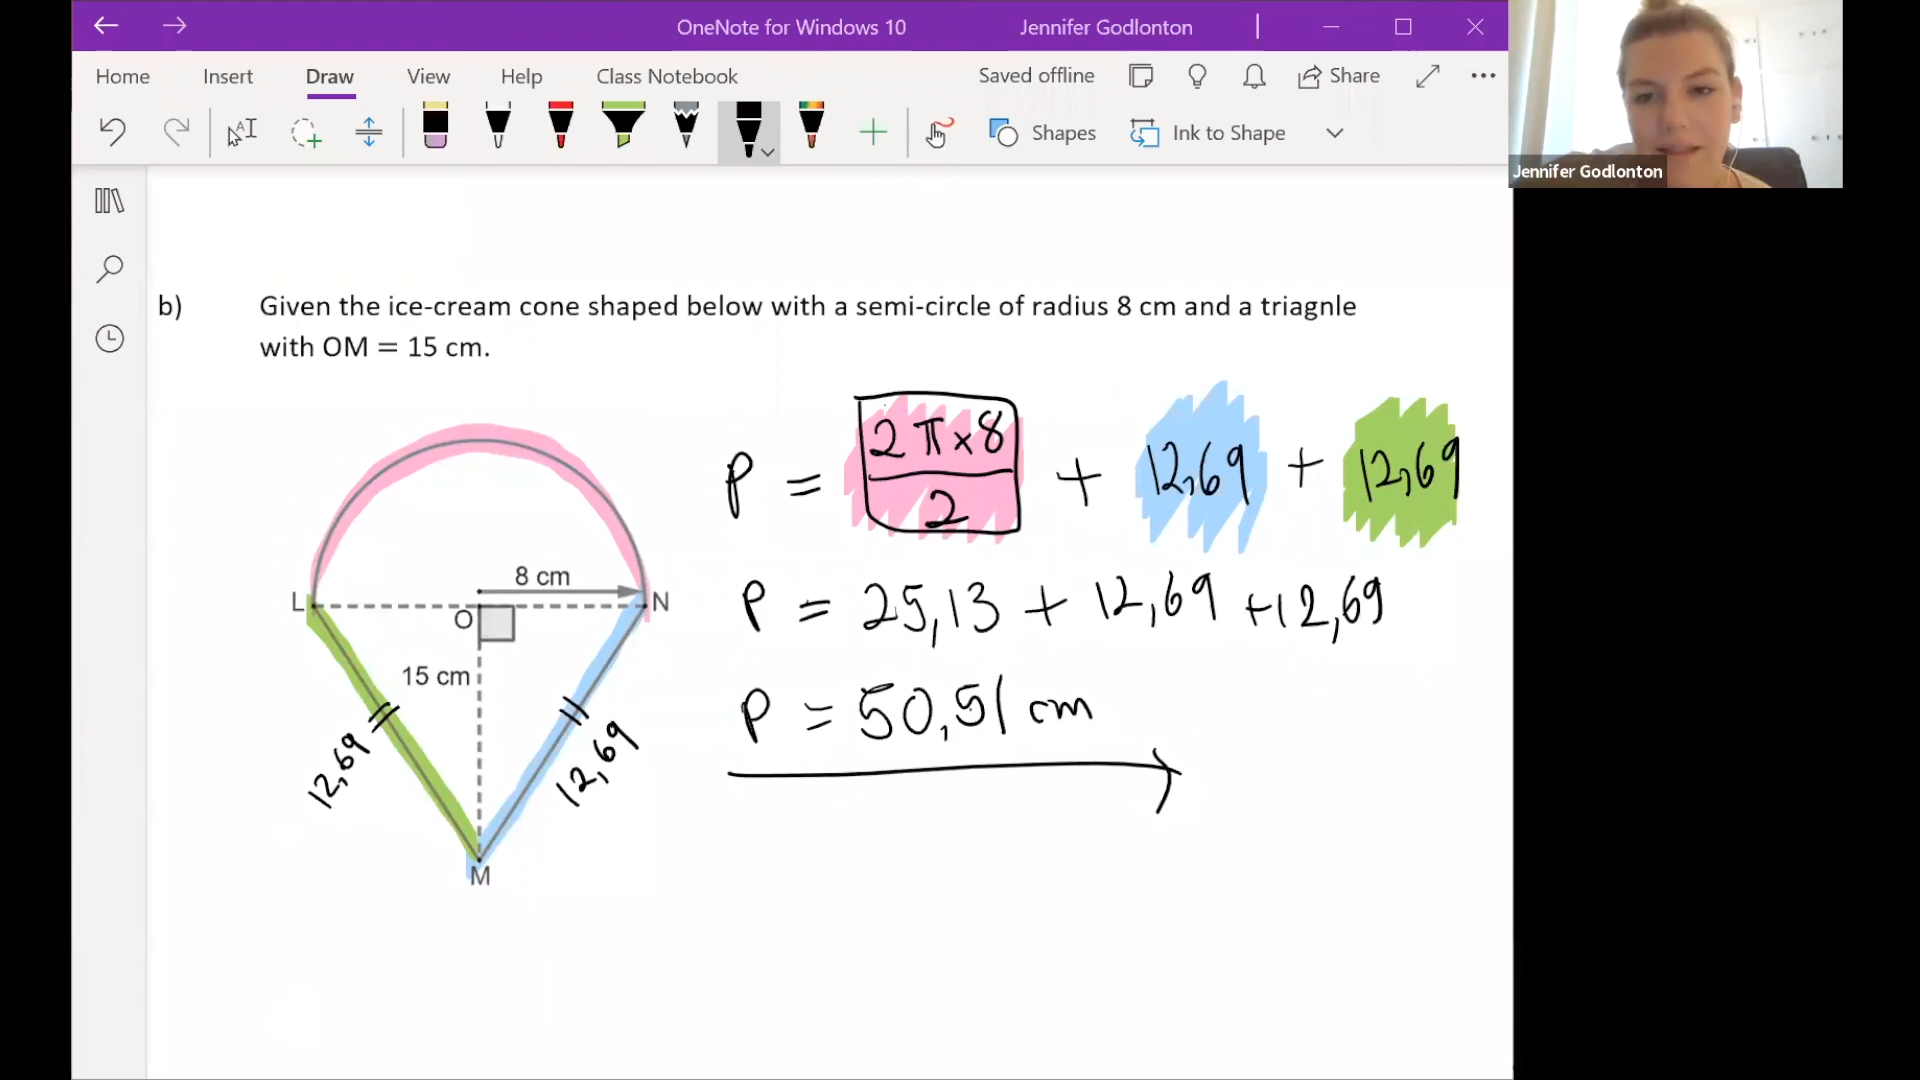 OneNote for Windows 10
Jennifer Godlonton
Home Insert Draw View Help Class Notebook
Saved offline
Share
Shapes
Ink to Shape
Jennifer Godlonton
b) Given the ice-cream cone shaped below with a semi-circle of radius 8 cm and a triagnle
with OM = 15 cm.
P = 2π×8/2 + 12,69 + 12,69
P = 25,13 + 12,69 +12,69
P = 50,51 cm
8 cm
L
N
O
15 cm
12,69
12,69
M